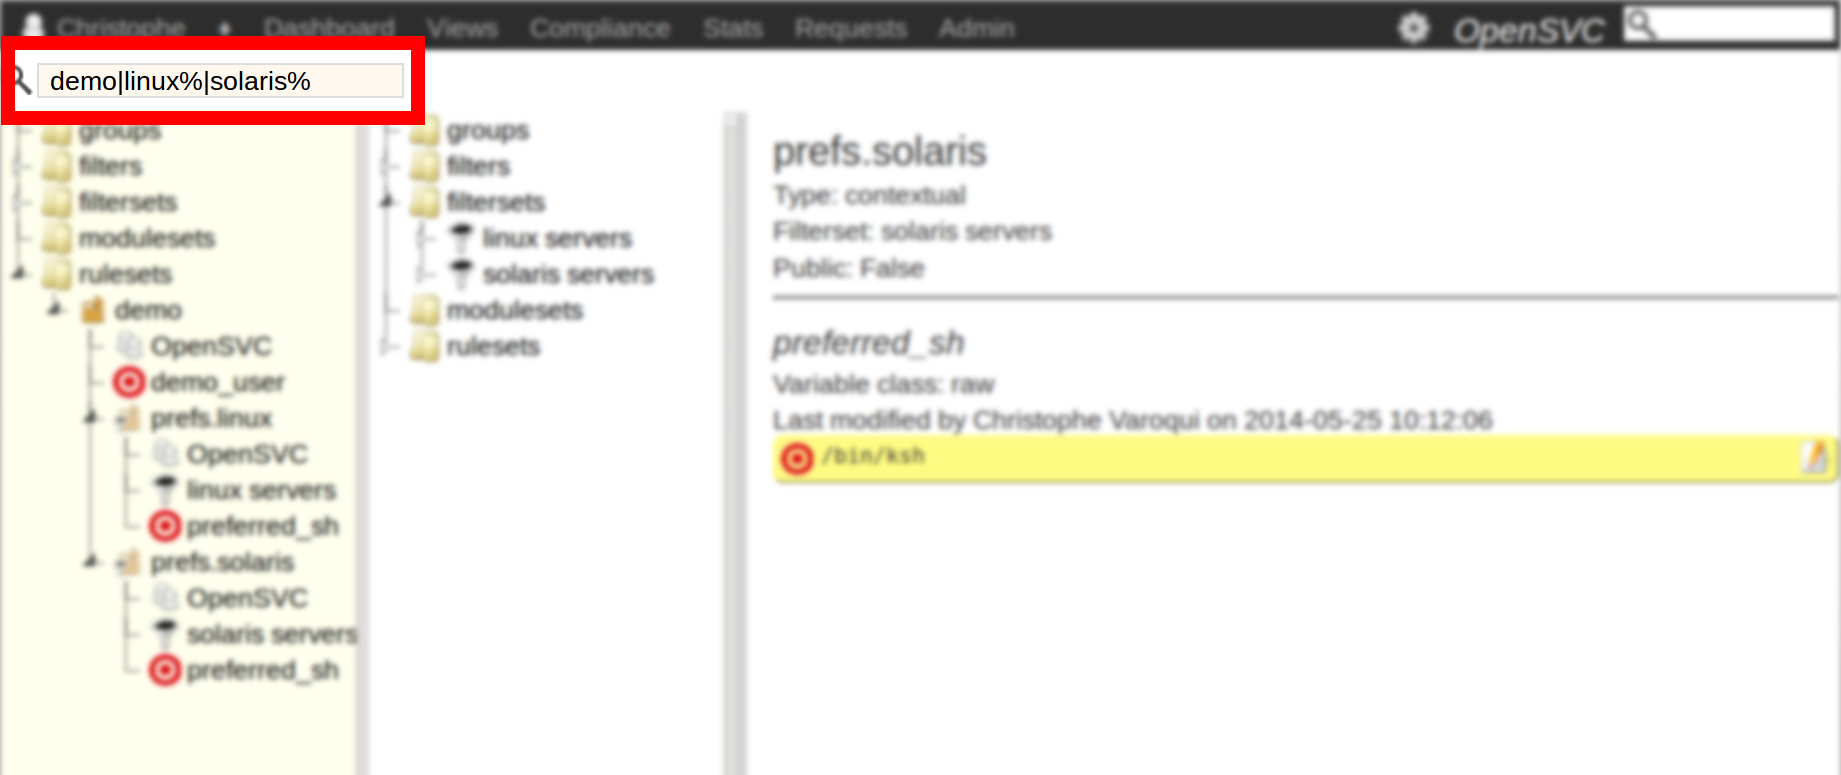 Christophe Dashboard Views Compliance Stats Requests Admin OpenSVC
demo|linux%|solaris%
groups
filters
filtersets
modulesets
rulesets
demo
OpenSVC
demo_user
prefs.linux
OpenSVC
linux servers
preferred_sh
prefs.solaris
OpenSVC
solaris servers
preferred_sh
groups
filters
filtersets
linux servers
solaris servers
modulesets
rulesets
prefs.solaris
Type: contextual
Filterset: solaris servers
Public: False
preferred_sh
Variable class: raw
Last modified by Christophe Varoqui on 2014-05-25 10:12:06
/bin/ksh